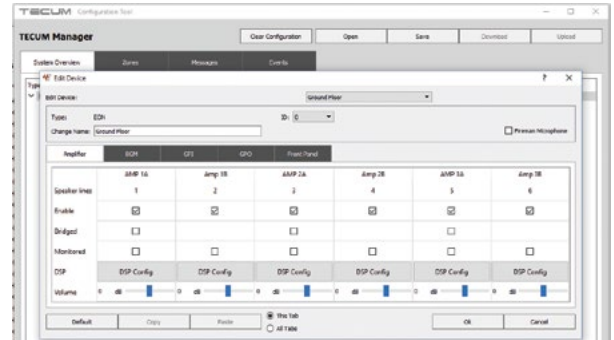 TECUM Configuration Tool
TECUM Manager
Clear Configuration Open Save Download Upload
System Overview Zones Messages Events
Type
Edit Device
Edit Device: Ground Floor
Type: EDN ID: 0
Change Name: Ground Floor Fireman Microphone
Amplifier BGM GPI GPO Front Panel
AMP 1A Amp 1B AMP 2A Amp 2B AMP 3A Amp 3B
Speaker lines 1 2 3 4 5 6
Enable
Bridged
Monitored
DSP DSP Config DSP Config DSP Config DSP Config DSP Config DSP Config
Volume 0 dB 0 dB 0 dB 0 dB 0 dB 0 dB
Default Copy Paste This Tab Ok Cancel
All Tabs